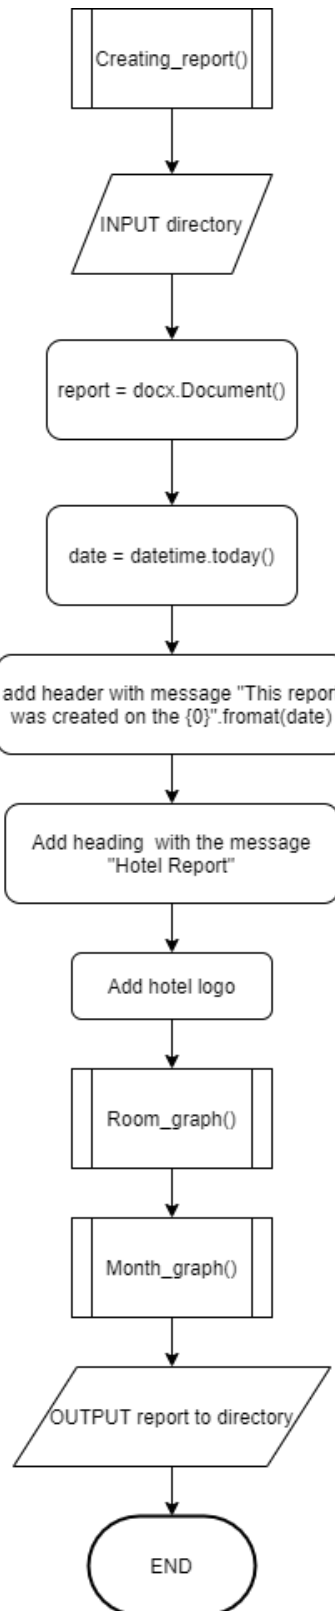 Creating_report()
INPUT directory
report = docx.Document()
date = datetime.today()
add header with message "This repor
was created on the {0}".fromat(date)
Add heading with the message
"Hotel Report"
Add hotel logo
Room_graph()
Month_graph()
OUTPUT report to directory
END